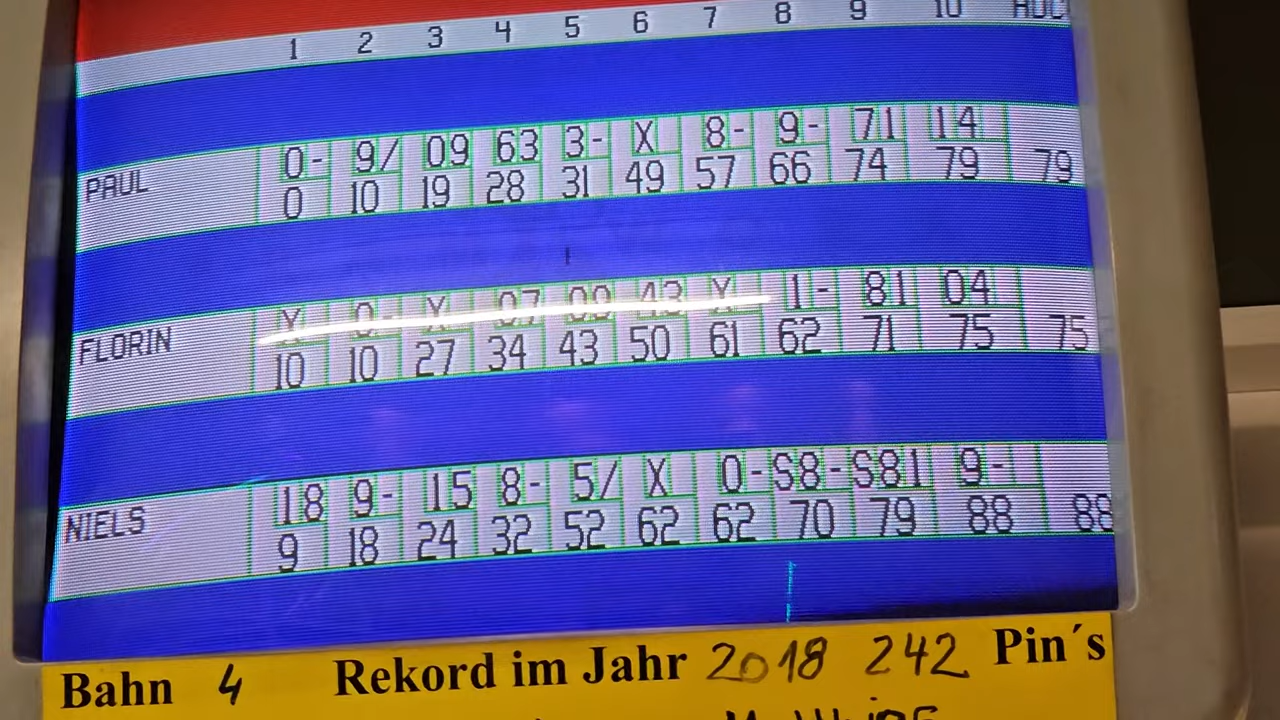 1 2 3 4 5 6 7 8 9 10
0- 9/ 09 63 3- X 8- 9- 71 14
PAUL 0 10 19 28 31 49 57 66 74 79 79
X 0- X 07 43 X 1- 81 04
FLORIN 10 10 27 34 43 50 61 62 71 75 75
18 9- 15 8- 5/ X 0- S8- S81 9-
NIELS 9 18 24 32 52 62 62 70 79 88 88
Bahn 4 Rekord im Jahr 2018 242 Pin´s